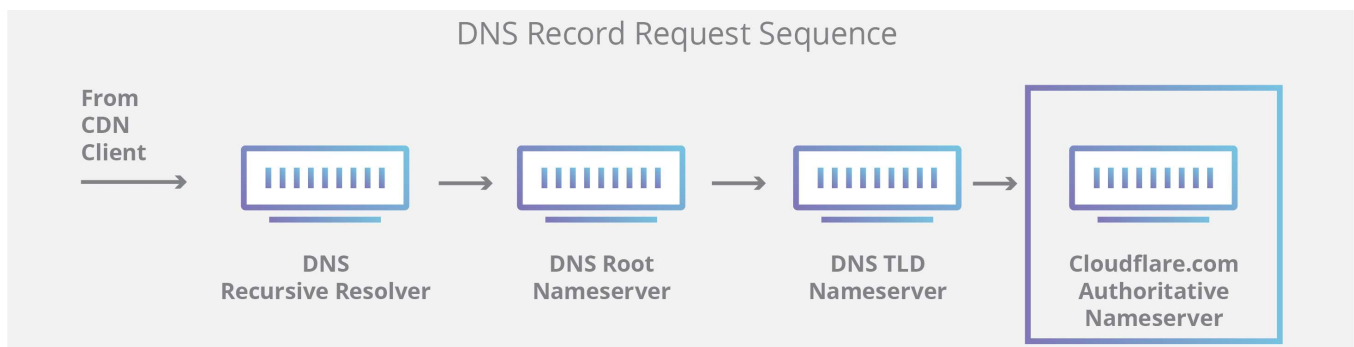 DNS Record Request Sequence
From
CDN
Client
DNS
Recursive Resolver
DNS Root
Nameserver
DNS TLD
Nameserver
Cloudflare.com
Authoritative
Nameserver